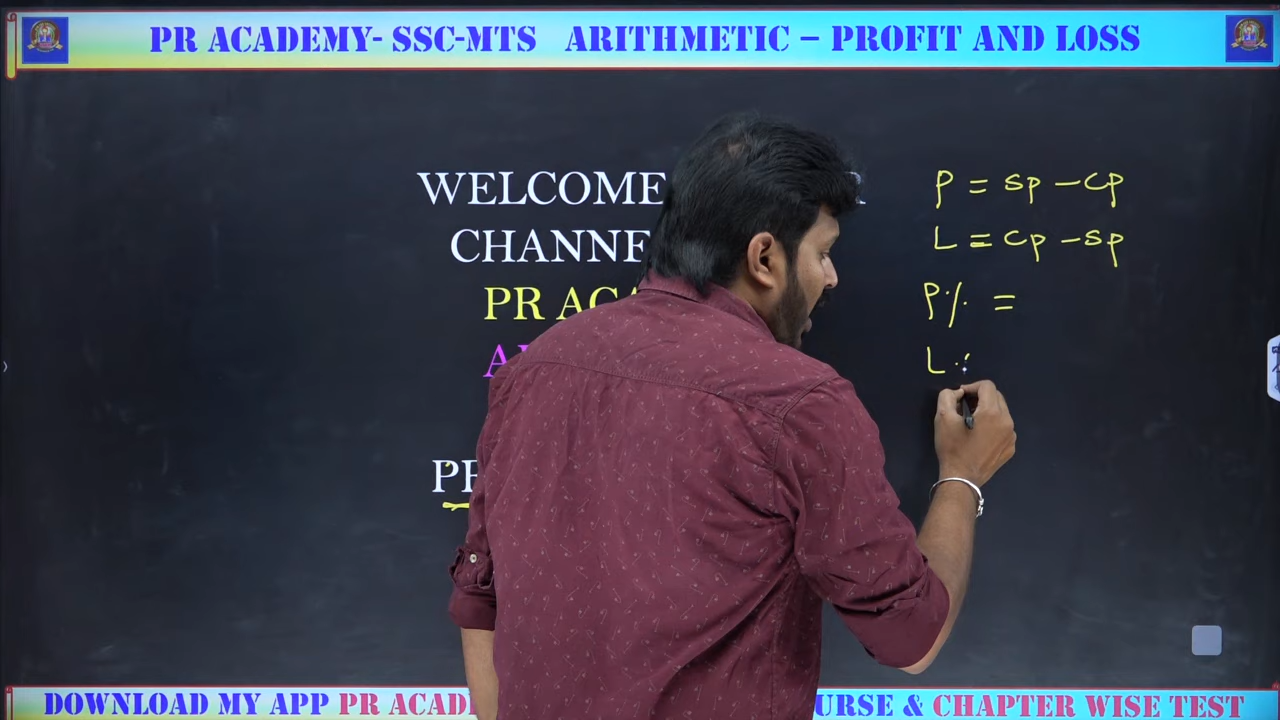 PR ACADEMY- SSC-MTS ARITHMETIC – PROFIT AND LOSS
WELCOME
CHANNE
PR ACA
P = SP – CP
L = CP – SP
P% =
L
DOWNLOAD MY APP PR ACAD URSE & CHAPTER WISE TEST